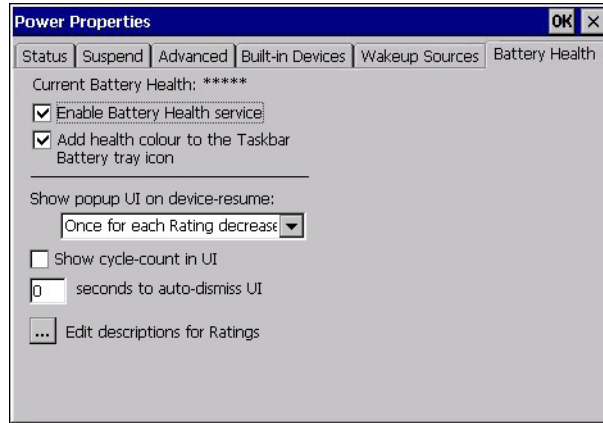 Power Properties OK ×
Status Suspend Advanced Built-in Devices Wakeup Sources Battery Health
Current Battery Health: *****
Enable Battery Health service
Add health colour to the Taskbar
Battery tray icon
Show popup UI on device-resume:
Once for each Rating decrease
Show cycle-count in UI
0 seconds to auto-dismiss UI
... Edit descriptions for Ratings